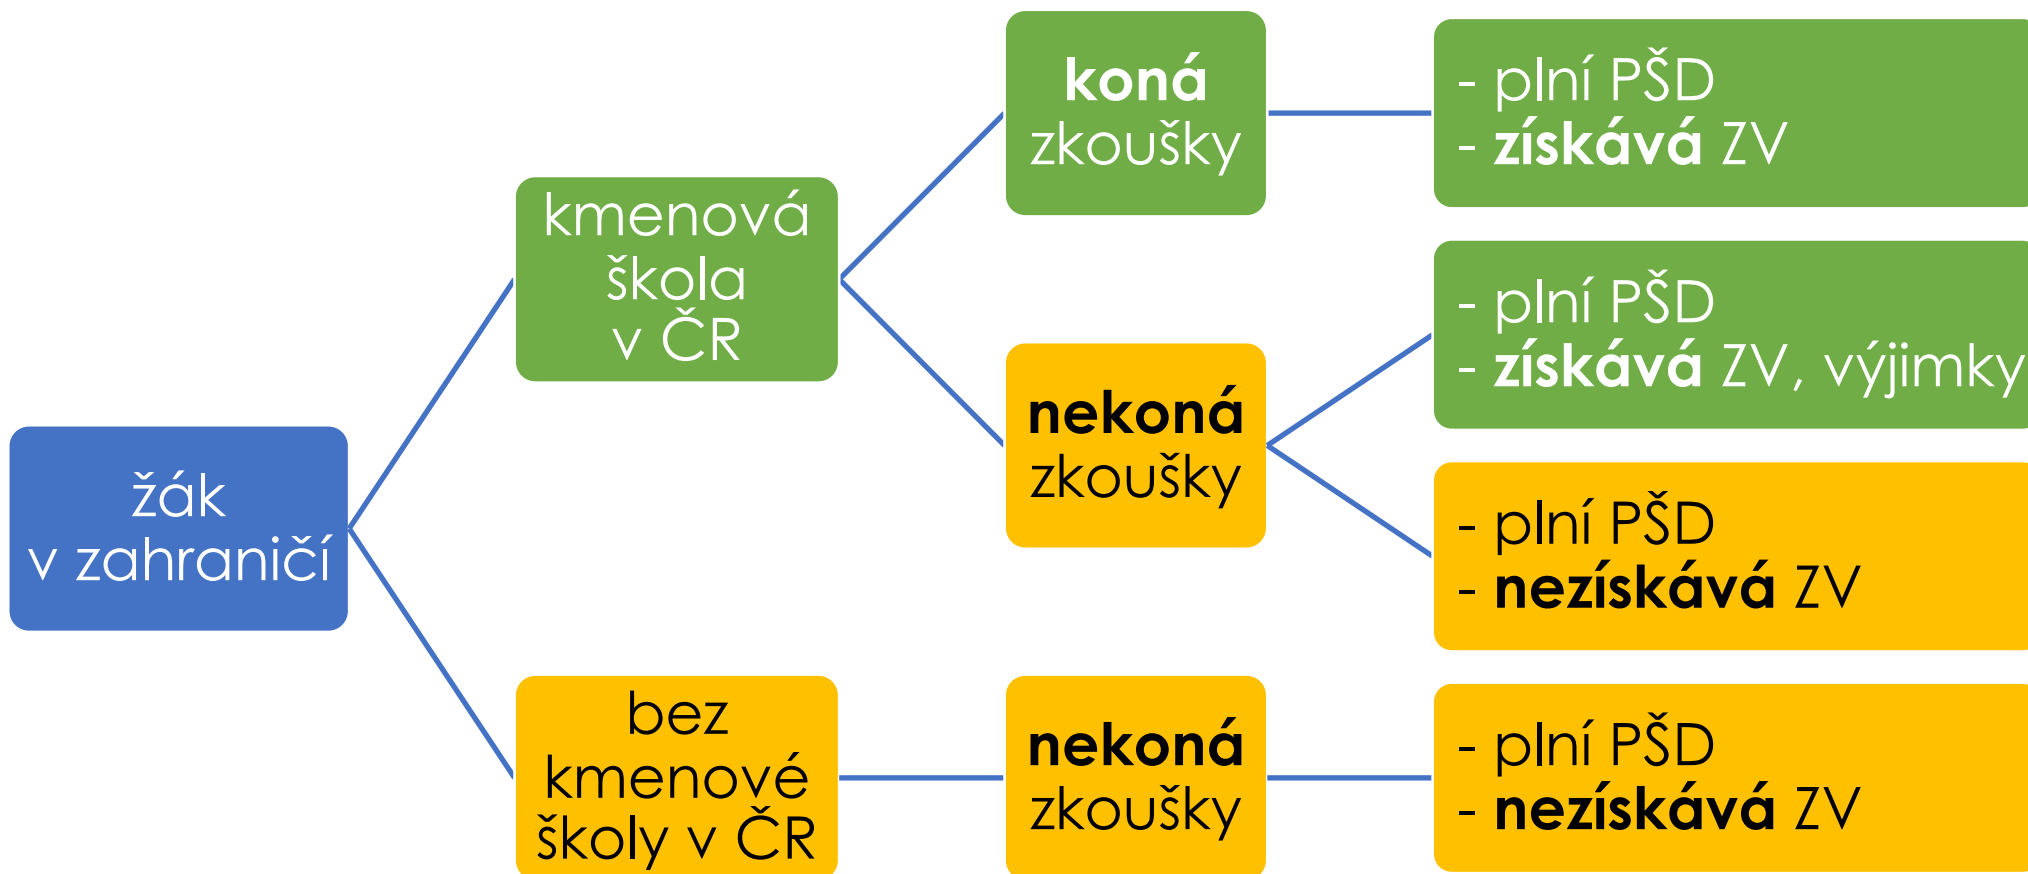 žák
v zahraničí
kmenová
škola
v ČR
koná
zkoušky
- plní PŠD
- získává ZV
nekoná
zkoušky
- plní PŠD
- získává ZV, výjimky
- plní PŠD
- nezískává ZV
bez
kmenové
školy v ČR
nekoná
zkoušky
- plní PŠD
- nezískává ZV